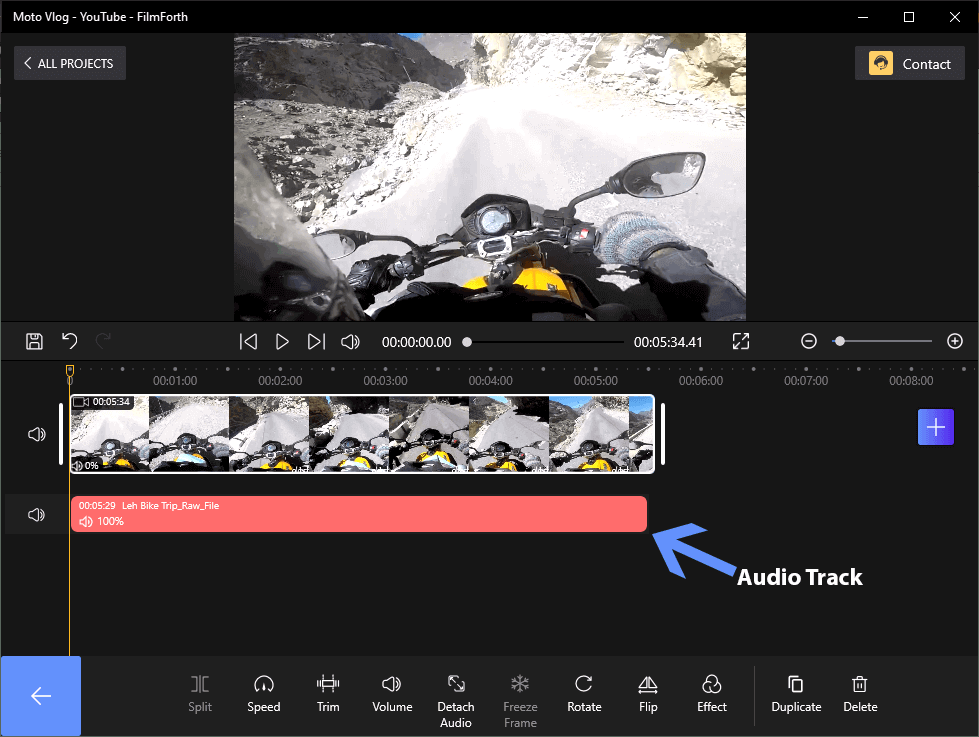 Moto Vlog - YouTube - FilmForth
ALL PROJECTS
Contact
00:00:00.00
00:05:34.41
0
00:01:00
00:02:00
00:03:00
00:04:00
00:05:00
00:06:00
00:07:00
00:08:00
00:05:34
0%
00:05:29 Leh Bike Trip_Raw_File
100%
Audio Track
Split
Speed
Trim
Volume
Detach
Audio
Freeze
Frame
Rotate
Flip
Effect
Duplicate
Delete